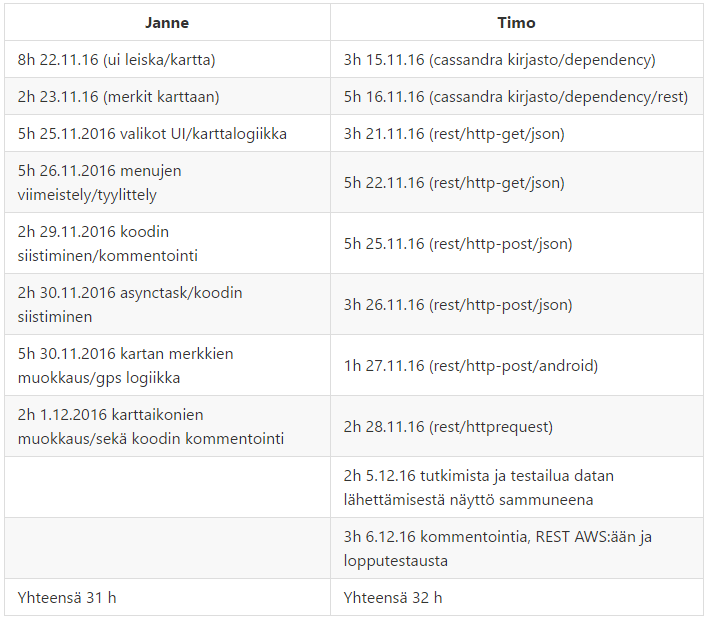 Janne Timo
8h 22.11.16 (ui leiska/kartta) 3h 15.11.16 (cassandra kirjasto/dependency)
2h 23.11.16 (merkit karttaan) 5h 16.11.16 (cassandra kirjasto/dependency/rest)
5h 25.11.2016 valikot UI/karttalogiikka 3h 21.11.16 (rest/http-get/json)
5h 26.11.2016 menujen
viimeistely/tyylittely
5h 22.11.16 (rest/http-get/json)
2h 29.11.2016 koodin
siistiminen/kommentointi
5h 25.11.16 (rest/http-post/json)
2h 30.11.2016 asynctask/koodin
siistiminen
3h 26.11.16 (rest/http-post/json)
5h 30.11.2016 kartan merkkien
muokkaus/gps logiikka
1h 27.11.16 (rest/http-post/android)
2h 1.12.2016 karttaikonien
muokkaus/sekä koodin kommentointi
2h 28.11.16 (rest/httprequest)
2h 5.12.16 tutkimista ja testailua datan
lähettämisestä näyttö sammuneena
3h 6.12.16 kommentointia, REST AWS:ään ja
lopputestausta
Yhteensä 31 h Yhteensä 32 h